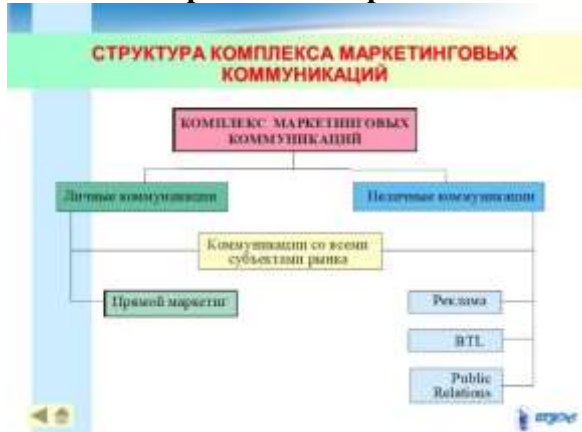 СТРУКТУРА КОМПЛЕКСА МАРКЕТИНГОВЫХ
КОММУНИКАЦИЙ
КОМПЛЕКС МАРКЕТИНГОВЫХ
КОММУНИКАЦИЙ
Личные коммуникации
Неличные коммуникации
Коммуникации со всеми
субъектами рынка
Прямой маркетинг
Реклама
BTL
Public
Relations